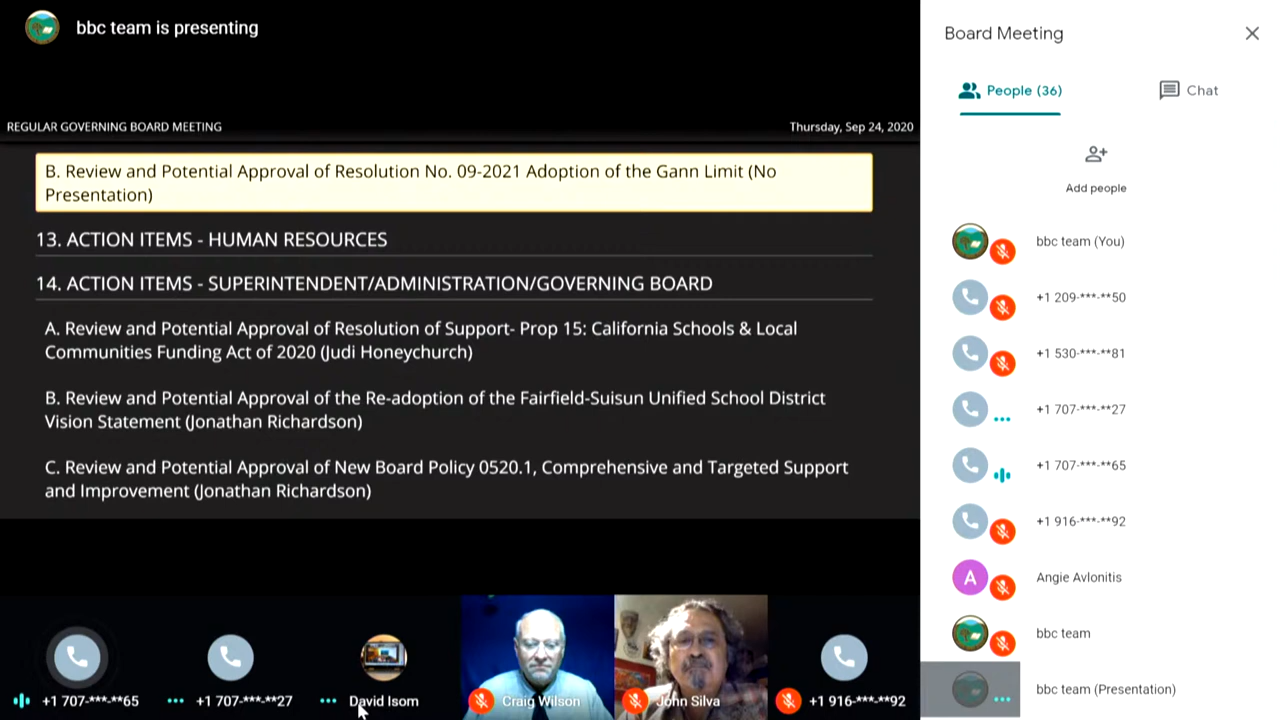 bbc team is presenting
REGULAR GOVERNING BOARD MEETING
Thursday, Sep 24, 2020
B. Review and Potential Approval of Resolution No. 09-2021 Adoption of the Gann Limit (No
Presentation)
13. ACTION ITEMS - HUMAN RESOURCES
14. ACTION ITEMS - SUPERINTENDENT/ADMINISTRATION/GOVERNING BOARD
A. Review and Potential Approval of Resolution of Support- Prop 15: California Schools & Local
Communities Funding Act of 2020 (Judi Honeychurch)
B. Review and Potential Approval of the Re-adoption of the Fairfield-Suisun Unified School District
Vision Statement (Jonathan Richardson)
C. Review and Potential Approval of New Board Policy 0520.1, Comprehensive and Targeted Support
and Improvement (Jonathan Richardson)
+1 707-***-**65
+1 707-***-**27
David Isom
Craig Wilson
John Silva
+1 916-***-**92
Board Meeting
People (36)
Chat
Add people
bbc team (You)
+1 209-***-**50
+1 530-***-**81
+1 707-***-**27
+1 707-***-**65
+1 916-***-**92
A
Angie Avlonitis
bbc team
bbc team (Presentation)